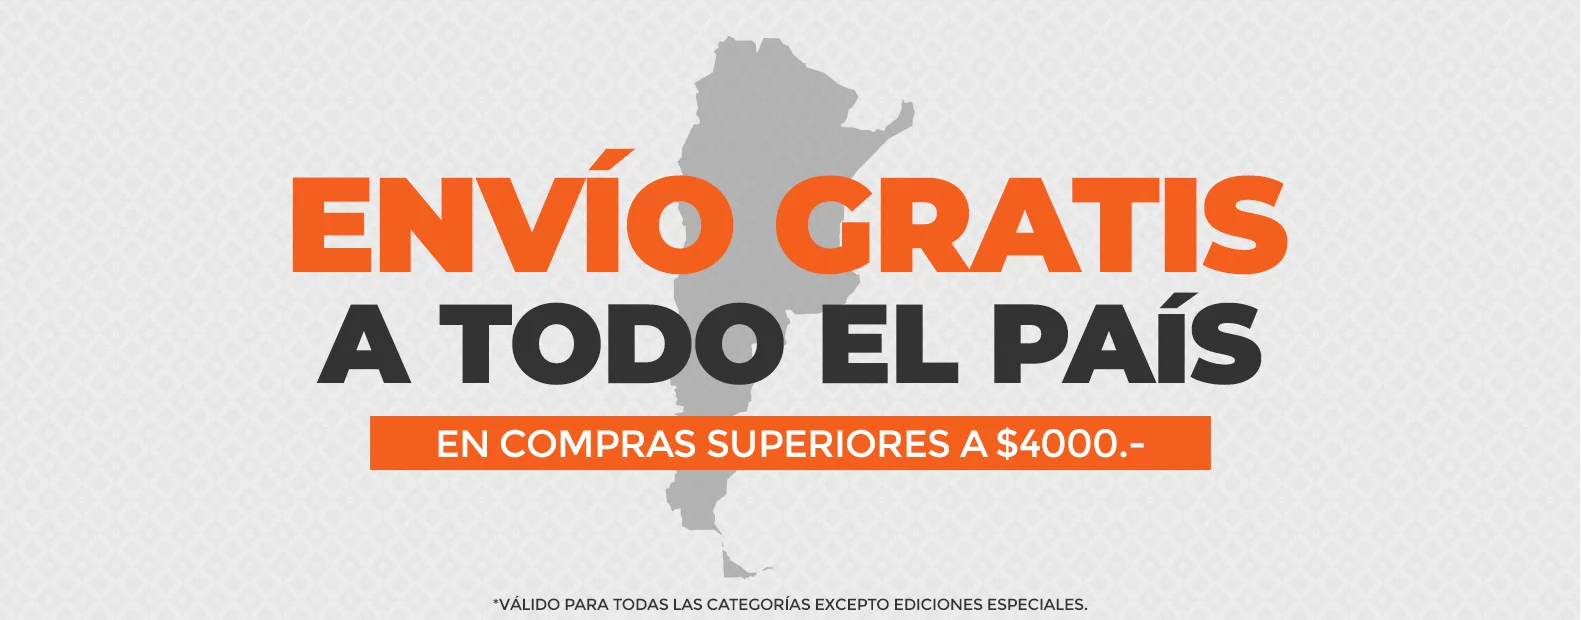 ENVÍO GRATIS
A TODO EL PAÍS
EN COMPRAS SUPERIORES A $4000.-
*VÁLIDO PARA TODAS LAS CATEGORÍAS EXCEPTO EDICIONES ESPECIALES.